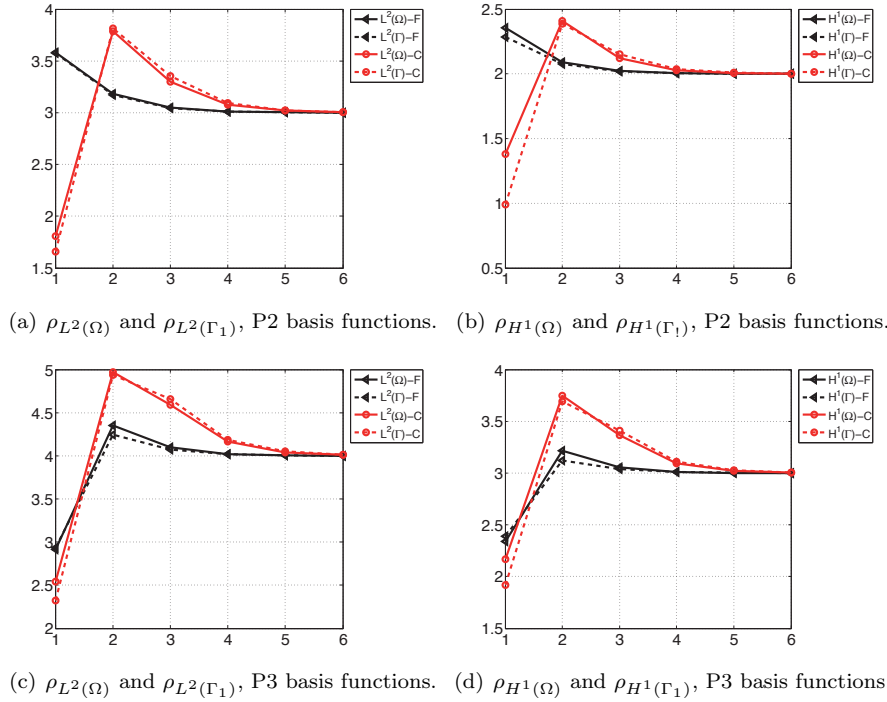 4
3.5
3
2.5
2
1.5
1 2 3 4 5 6
L²(Ω)−F
L²(Γ)−F
L²(Ω)−C
L²(Γ)−C
2.5
2
1.5
1
0.5
1 2 3 4 5 6
H¹(Ω)−F
H¹(Γ)−F
H¹(Ω)−C
H¹(Γ)−C
(a) ρ_{L²(Ω)} and ρ_{L²(Γ₁)}, P2 basis functions.
(b) ρ_{H¹(Ω)} and ρ_{H¹(Γ_!)}, P2 basis functions.
5
4.5
4
3.5
3
2.5
2
1 2 3 4 5 6
L²(Ω)−F
L²(Γ)−F
L²(Ω)−C
L²(Γ)−C
4
3.5
3
2.5
2
1.5
1 2 3 4 5 6
H¹(Ω)−F
H¹(Γ)−F
H¹(Ω)−C
H¹(Γ)−C
(c) ρ_{L²(Ω)} and ρ_{L²(Γ₁)}, P3 basis functions.
(d) ρ_{H¹(Ω)} and ρ_{H¹(Γ₁)}, P3 basis functions